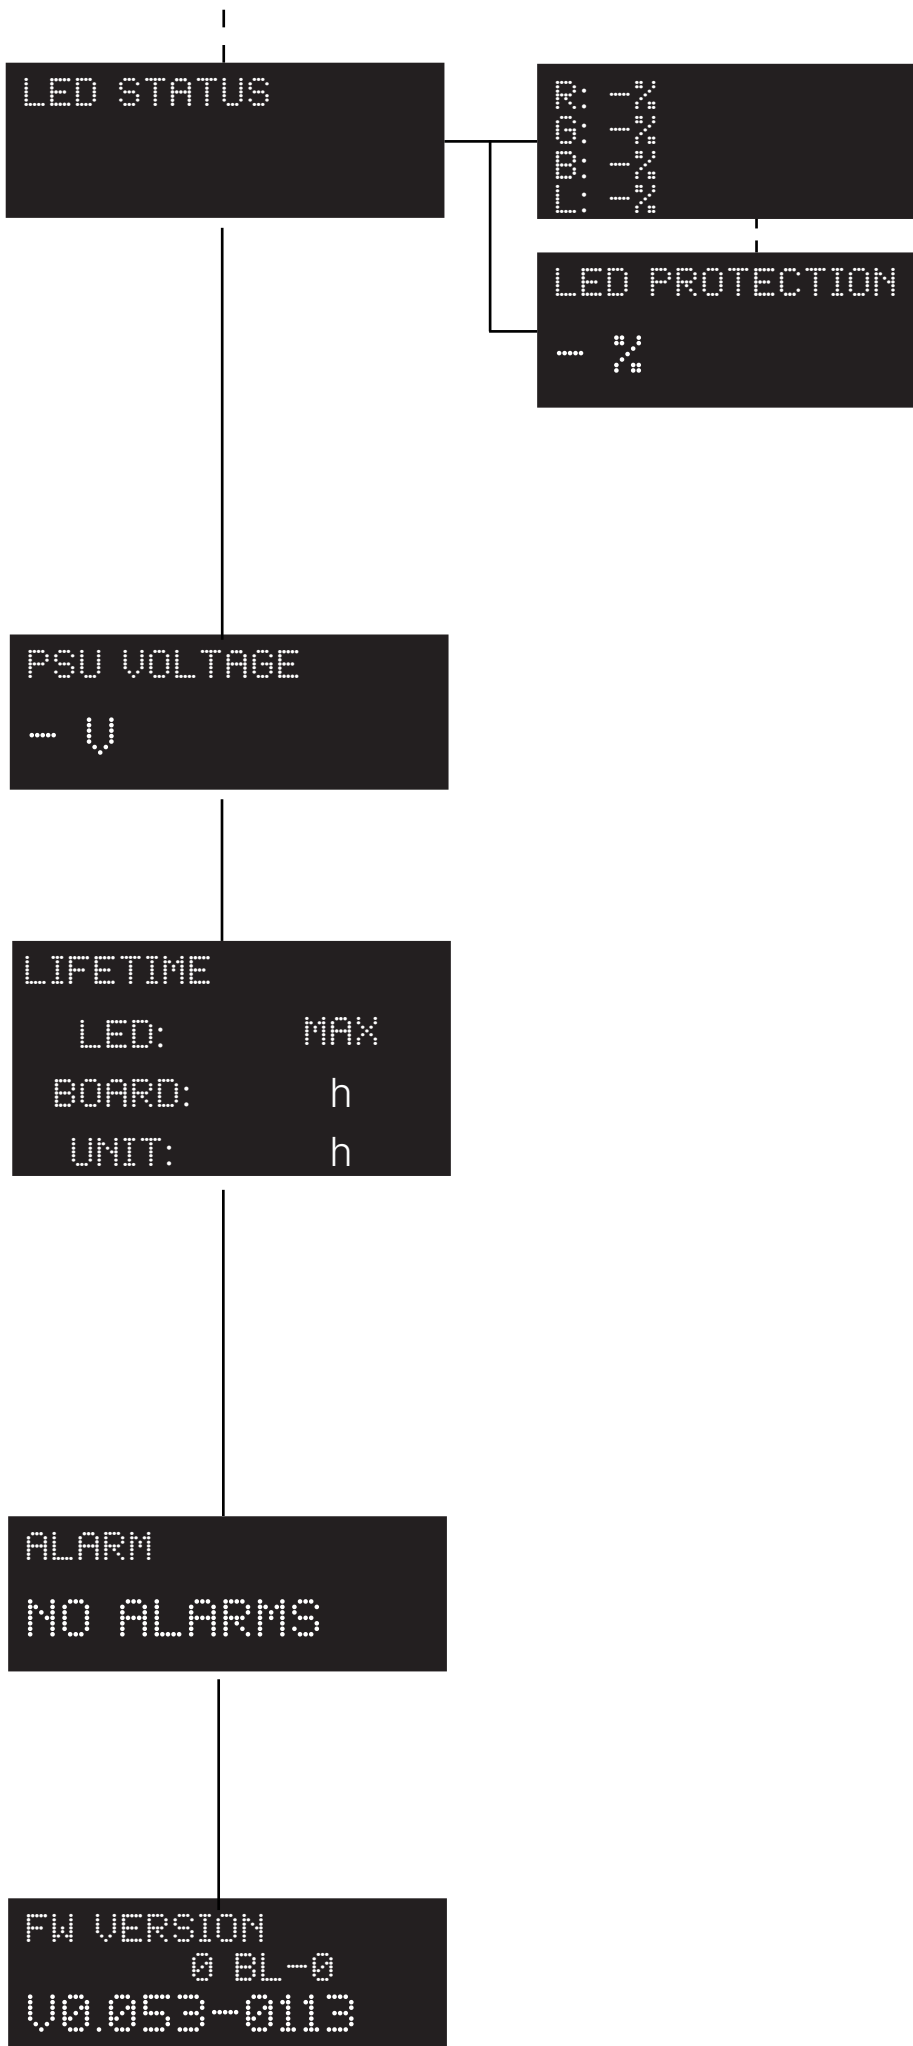 LED STATUS
R: -%
G: -%
B: -%
L: -%
LED PROTECTION
- %
PSU VOLTAGE
- V
LIFETIME
LED: MAX
BOARD: h
UNIT: h
ALARM
NO ALARMS
FW VERSION
0 BL-0
V0.053-0113